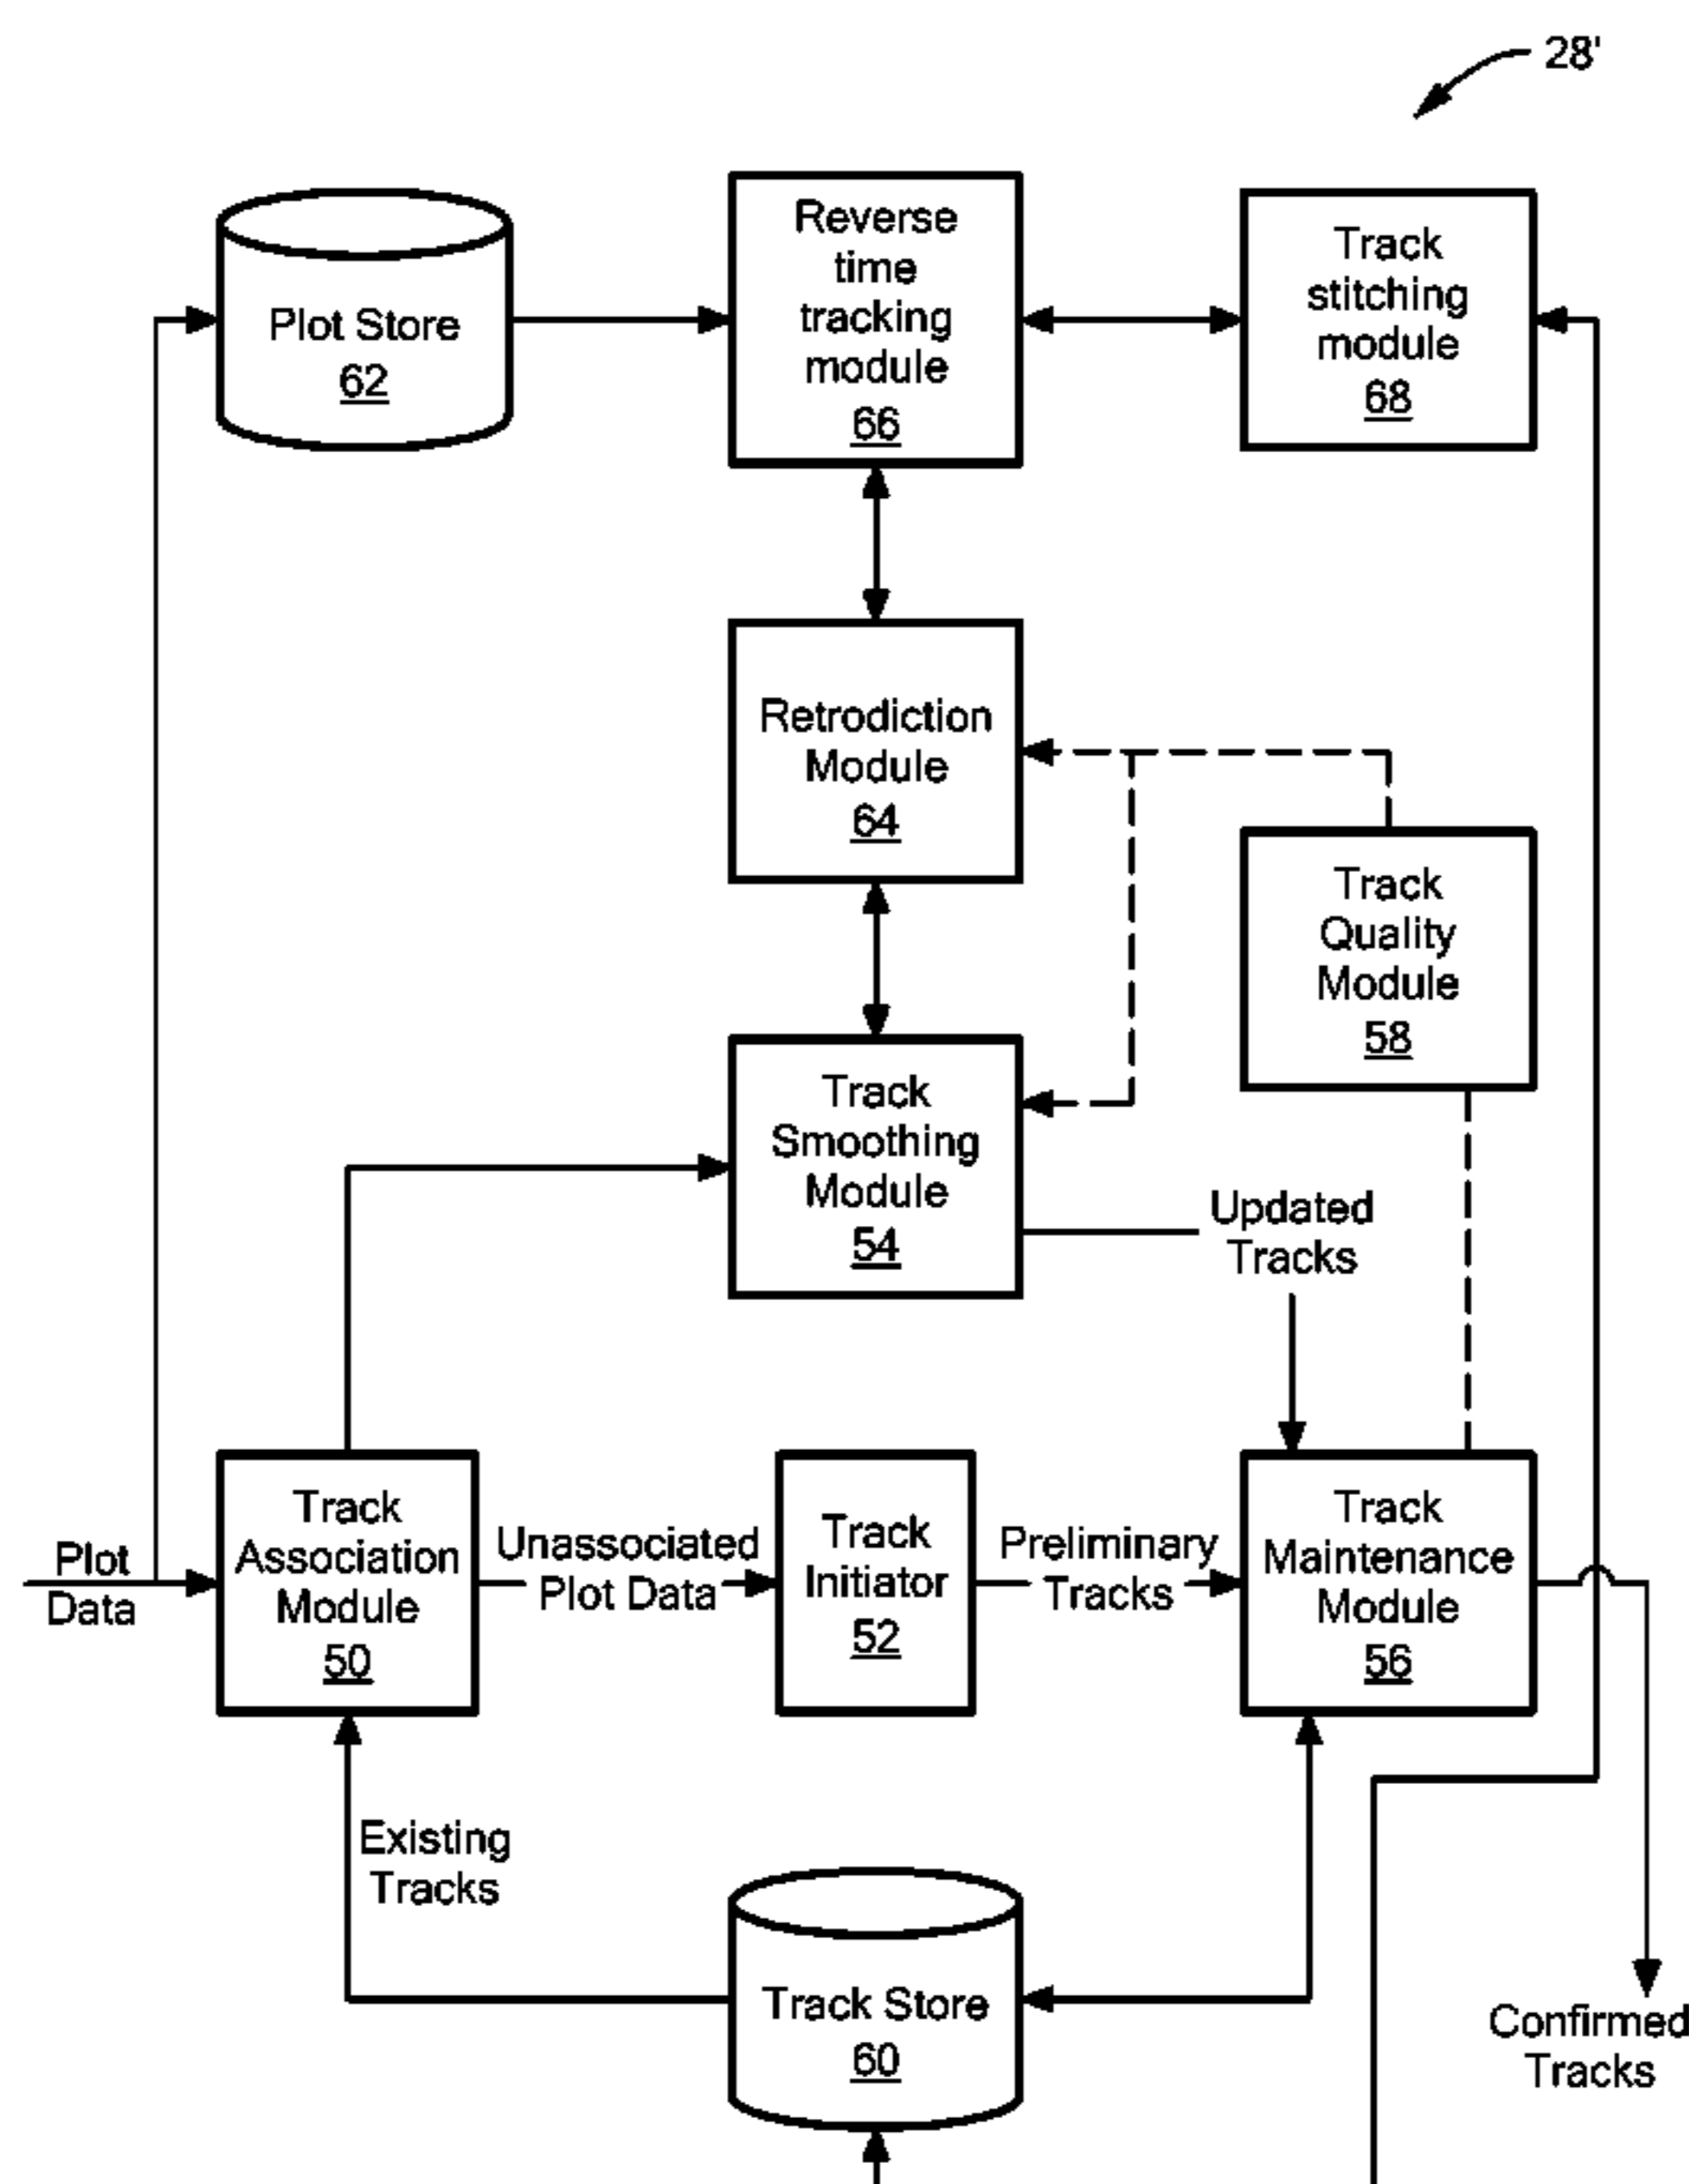 28'
Reverse
time
tracking
module
66
Track
stitching
module
68
Plot Store
62
Retrodiction
Module
64
Track
Quality
Module
58
Track
Smoothing
Module
54
Updated
Tracks
Plot
Data
Track
Association
Module
50
Unassociated
Plot Data
Track
Initiator
52
Preliminary
Tracks
Track
Maintenance
Module
56
Existing
Tracks
Track Store
60
Confirmed
Tracks